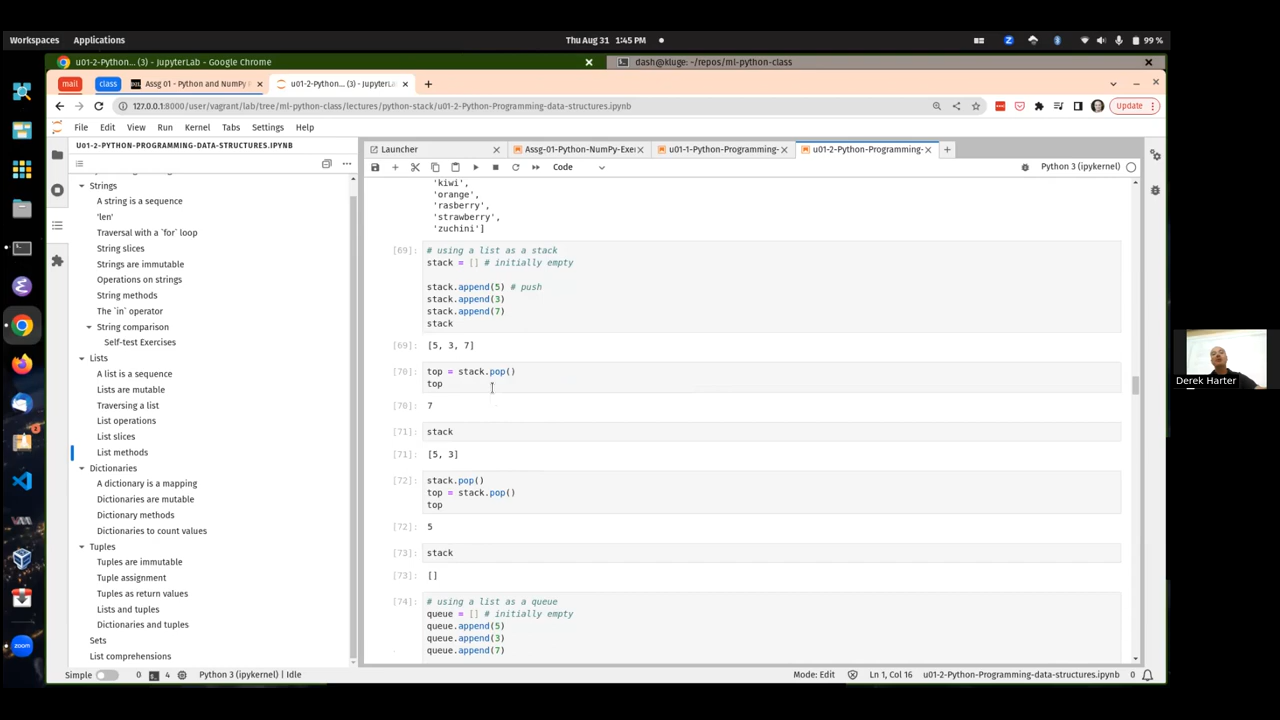 Workspaces Applications Thu Aug 31 1:45 PM 99 %
u01-2-Python... (3) - JupyterLab - Google Chrome dash@kluge: ~/repos/ml-python-class
mail class Assg 01 - Python and NumPy u01-2-Python... (3) - JupyterL
127.0.0.1:8000/user/vagrant/lab/tree/ml-python-class/lectures/python-stack/u01-2-Python-Programming-data-structures.ipynb Update
File Edit View Run Kernel Tabs Settings Help
U01-2-PYTHON-PROGRAMMING-DATA-STRUCTURES.IPYNB
Strings
A string is a sequence
'len'
Traversal with a `for` loop
String slices
Strings are immutable
Operations on strings
String methods
The `in` operator
String comparison
Self-test Exercises
Lists
A list is a sequence
Lists are mutable
Traversing a list
List operations
List slices
List methods
Dictionaries
A dictionary is a mapping
Dictionaries are mutable
Dictionary methods
Dictionaries to count values
Tuples
Tuples are immutable
Tuple assignment
Tuples as return values
Lists and tuples
Dictionaries and tuples
Sets
List comprehensions
Launcher Assg-01-Python-NumPy-Exe u01-1-Python-Programming- u01-2-Python-Programming-
Code Python 3 (ipykernel)
'kiwi',
'orange',
'rasberry',
'strawberry',
'zuchini']
[69]: # using a list as a stack
stack = [] # initially empty
stack.append(5) # push
stack.append(3)
stack.append(7)
stack
[69]: [5, 3, 7]
[70]: top = stack.pop()
top
[70]: 7
[71]: stack
[71]: [5, 3]
[72]: stack.pop()
top = stack.pop()
top
[72]: 5
[73]: stack
[73]: []
[74]: # using a list as a queue
queue = [] # initially empty
queue.append(5)
queue.append(3)
queue.append(7)
Derek Harter
Simple 0 4 Python 3 (ipykernel) | Idle Mode: Edit Ln 1, Col 16 u01-2-Python-Programming-data-structures.ipynb 0